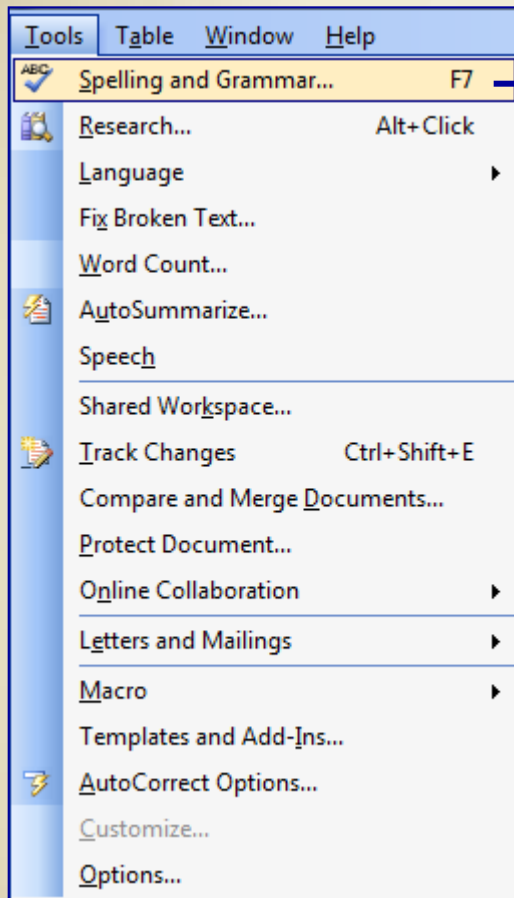 Tools Table Window Help
ABC Spelling and Grammar... F7
Research... Alt+Click
Language
Fix Broken Text...
Word Count...
AutoSummarize...
Speech
Shared Workspace...
Track Changes Ctrl+Shift+E
Compare and Merge Documents...
Protect Document...
Online Collaboration
Letters and Mailings
Macro
Templates and Add-Ins...
AutoCorrect Options...
Customize...
Options...